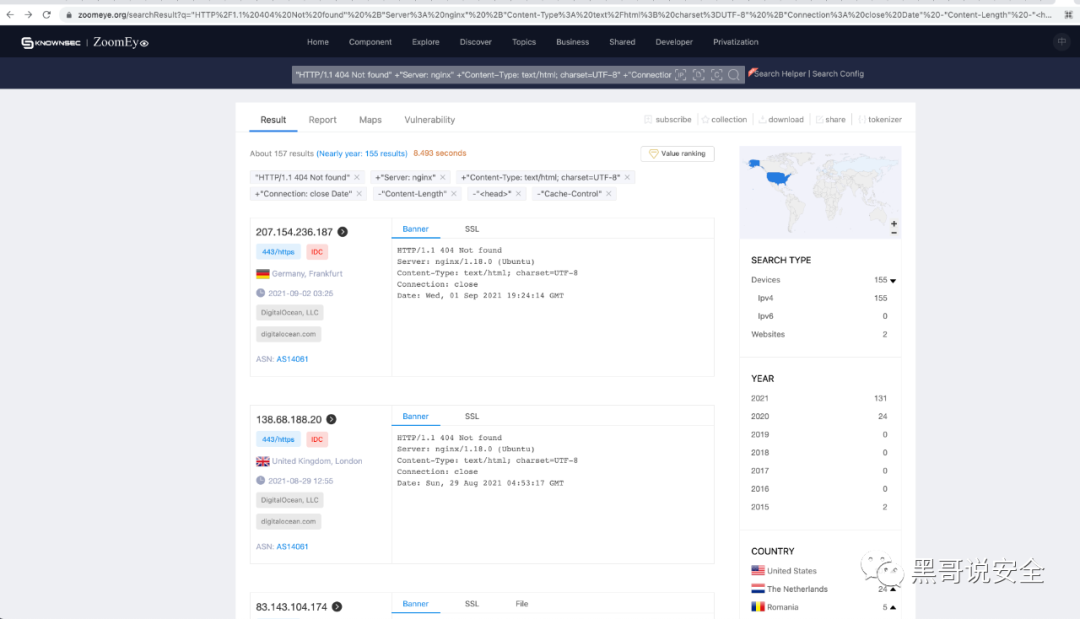 zoomeye.org/searchResult?q="HTTP%2F1.1%20404%20Not%20found"%20%2B"Server%3A%20nginx"%20%2B"Content-Type%3A%20text%2Fhtml%3B%20charset%3DUTF-8"%20%2B"Connection%3A%20close Date"%20-"Content-Length"%20-"<h...
KNOWNSEC | ZoomEye
Home Component Explore Discover Topics Business Shared Developer Privatization 中
"HTTP/1.1 404 Not found" +"Server: nginx" +"Content-Type: text/html; charset=UTF-8" +"Connection Search Helper | Search Config
Result Report Maps Vulnerability subscribe collection download share tokenizer
About 157 results (Nearly year: 155 results) 8.493 seconds Value ranking
"HTTP/1.1 404 Not found" × +"Server: nginx" × +"Content-Type: text/html; charset=UTF-8" ×
+"Connection: close Date" × -"Content-Length" × -"<head>" × -"Cache-Control" ×
207.154.236.187
443/https IDC
Germany, Frankfurt
2021-09-02 03:25
DigitalOcean, LLC
digitalocean.com
ASN: AS14061
Banner SSL
HTTP/1.1 404 Not found
Server: nginx/1.18.0 (Ubuntu)
Content-Type: text/html; charset=UTF-8
Connection: close
Date: Wed, 01 Sep 2021 19:24:14 GMT
138.68.188.20
443/https IDC
United Kingdom, London
2021-08-29 12:55
DigitalOcean, LLC
digitalocean.com
ASN: AS14061
Banner SSL
HTTP/1.1 404 Not found
Server: nginx/1.18.0 (Ubuntu)
Content-Type: text/html; charset=UTF-8
Connection: close
Date: Sun, 29 Aug 2021 04:53:17 GMT
83.143.104.174
Banner SSL File
+
−
SEARCH TYPE
Devices 155
Ipv4 155
Ipv6 0
Websites 2
YEAR
2021 131
2020 24
2019 0
2018 0
2017 0
2016 0
2015 2
COUNTRY
United States
The Netherlands 24
Romania 5
黑哥说安全